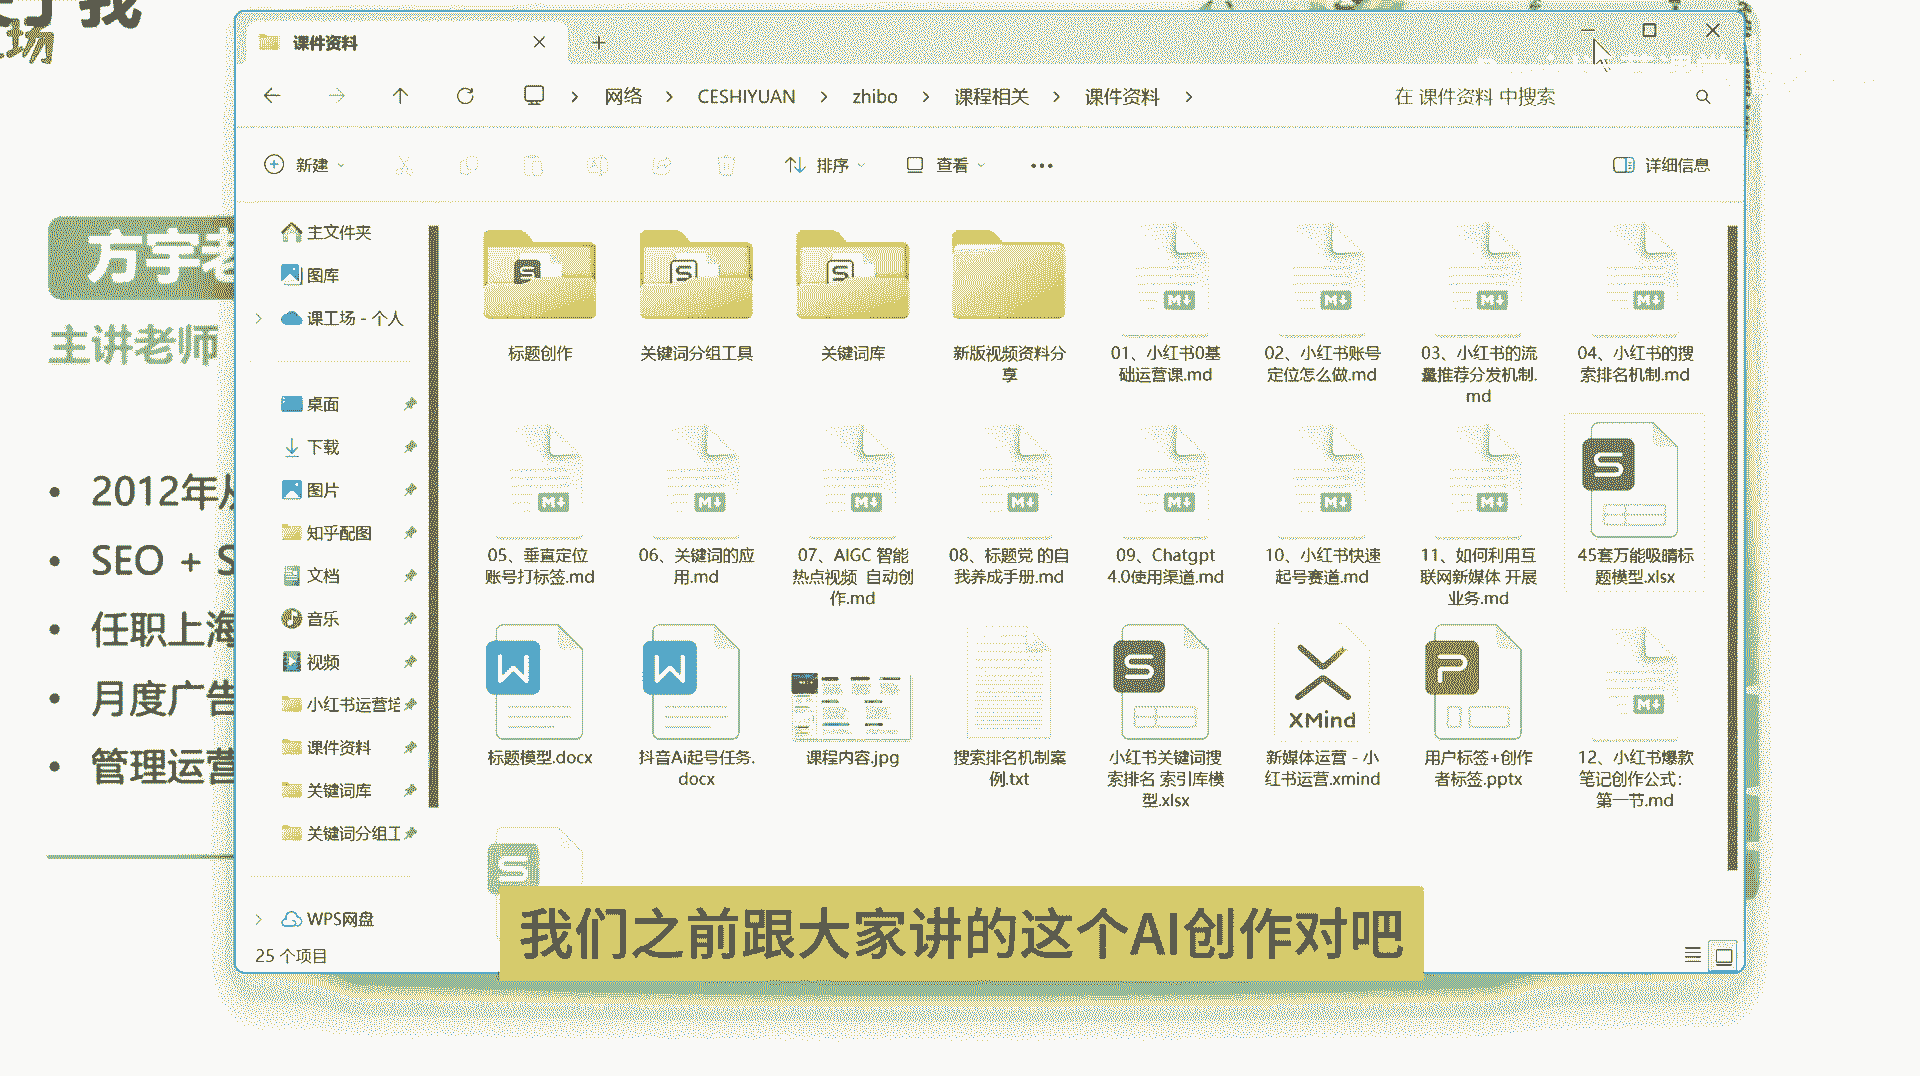 课件资料
网络 CESHIYUAN zhibo 课程相关 课件资料
在 课件资料 中搜索
新建
排序
查看
详细信息
主文件夹
图库
课工场 - 个人
桌面
下载
图片
知乎配图
文档
音乐
视频
小红书运营培
课件资料
关键词库
关键词分组工
WPS网盘
25 个项目
标题创作
关键词分组工具
关键词库
新版视频资料分
享
01、小红书0基
础运营课.md
02、小红书账号
定位怎么做.md
03、小红书的流
量推荐分发机制.
md
04、小红书的搜
索排名机制.md
05、垂直定位
账号打标签.md
06、关键词的应
用.md
07、AIGC 智能
热点视频 自动创
作.md
08、标题党 的自
我养成手册.md
09、Chatgpt
4.0使用渠道.md
10、小红书快速
起号赛道.md
11、如何利用互
联网新媒体 开展
业务.md
45套万能吸睛标
题模型.xlsx
标题模型.docx
抖音Ai起号任务.
docx
课程内容.jpg
搜索排名机制案
例.txt
小红书关键词搜
索排名 索引库模
型.xlsx
XMind
新媒体运营 - 小
红书运营.xmind
用户标签+创作
者标签.pptx
12、小红书爆款
笔记创作公式：
第一节.md
方宇老
主讲老师
2012年从
SEO + S
任职上海
月度广告
管理运营
我们之前跟大家讲的这个AI创作对吧